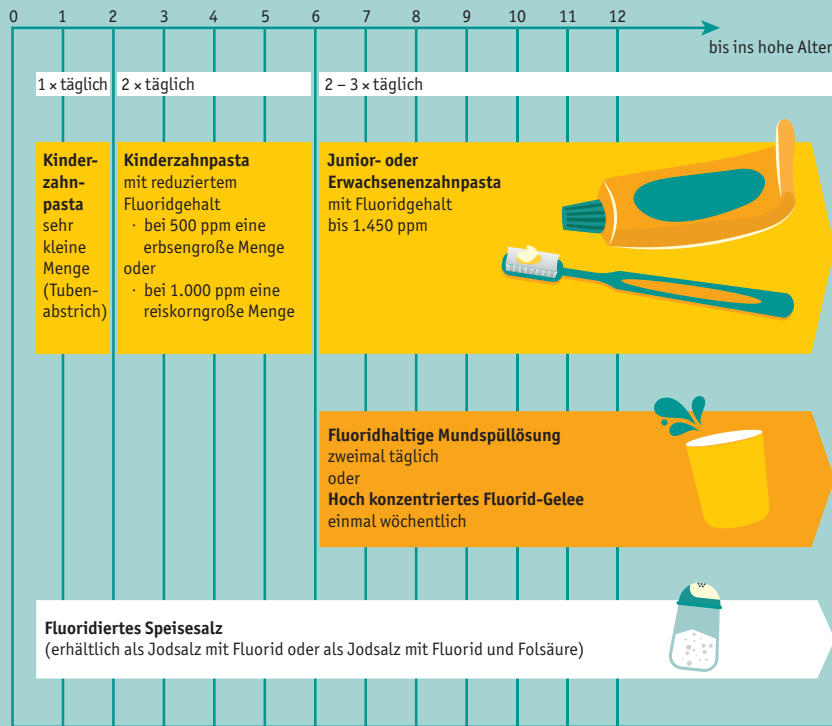 0 1 2 3 4 5 6 7 8 9 10 11 12
bis ins hohe Alter
1 × täglich 2 × täglich 2 – 3 × täglich
Kinder-
zahn-
pasta
sehr
kleine
Menge
(Tuben-
abstrich)
Kinderzahnpasta
mit reduziertem
Fluoridgehalt
· bei 500 ppm eine
erbsengroße Menge
oder
· bei 1.000 ppm eine
reiskorngroße Menge
Junior- oder
Erwachsenenzahnpasta
mit Fluoridgehalt
bis 1.450 ppm
Fluoridhaltige Mundspüllösung
zweimal täglich
oder
Hoch konzentriertes Fluorid-Gelee
einmal wöchentlich
Fluoridiertes Speisesalz
(erhältlich als Jodsalz mit Fluorid oder als Jodsalz mit Fluorid und Folsäure)